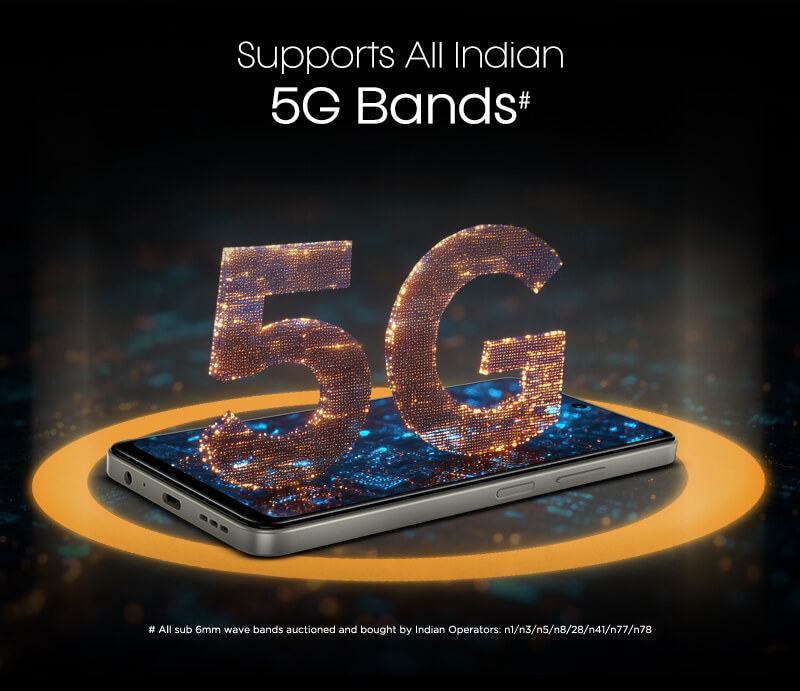 Supports All Indian
5G Bands#
5G
# All sub 6mm wave bands auctioned and bought by Indian Operators: n1/n3/n5/n8/28/n41/n77/n78